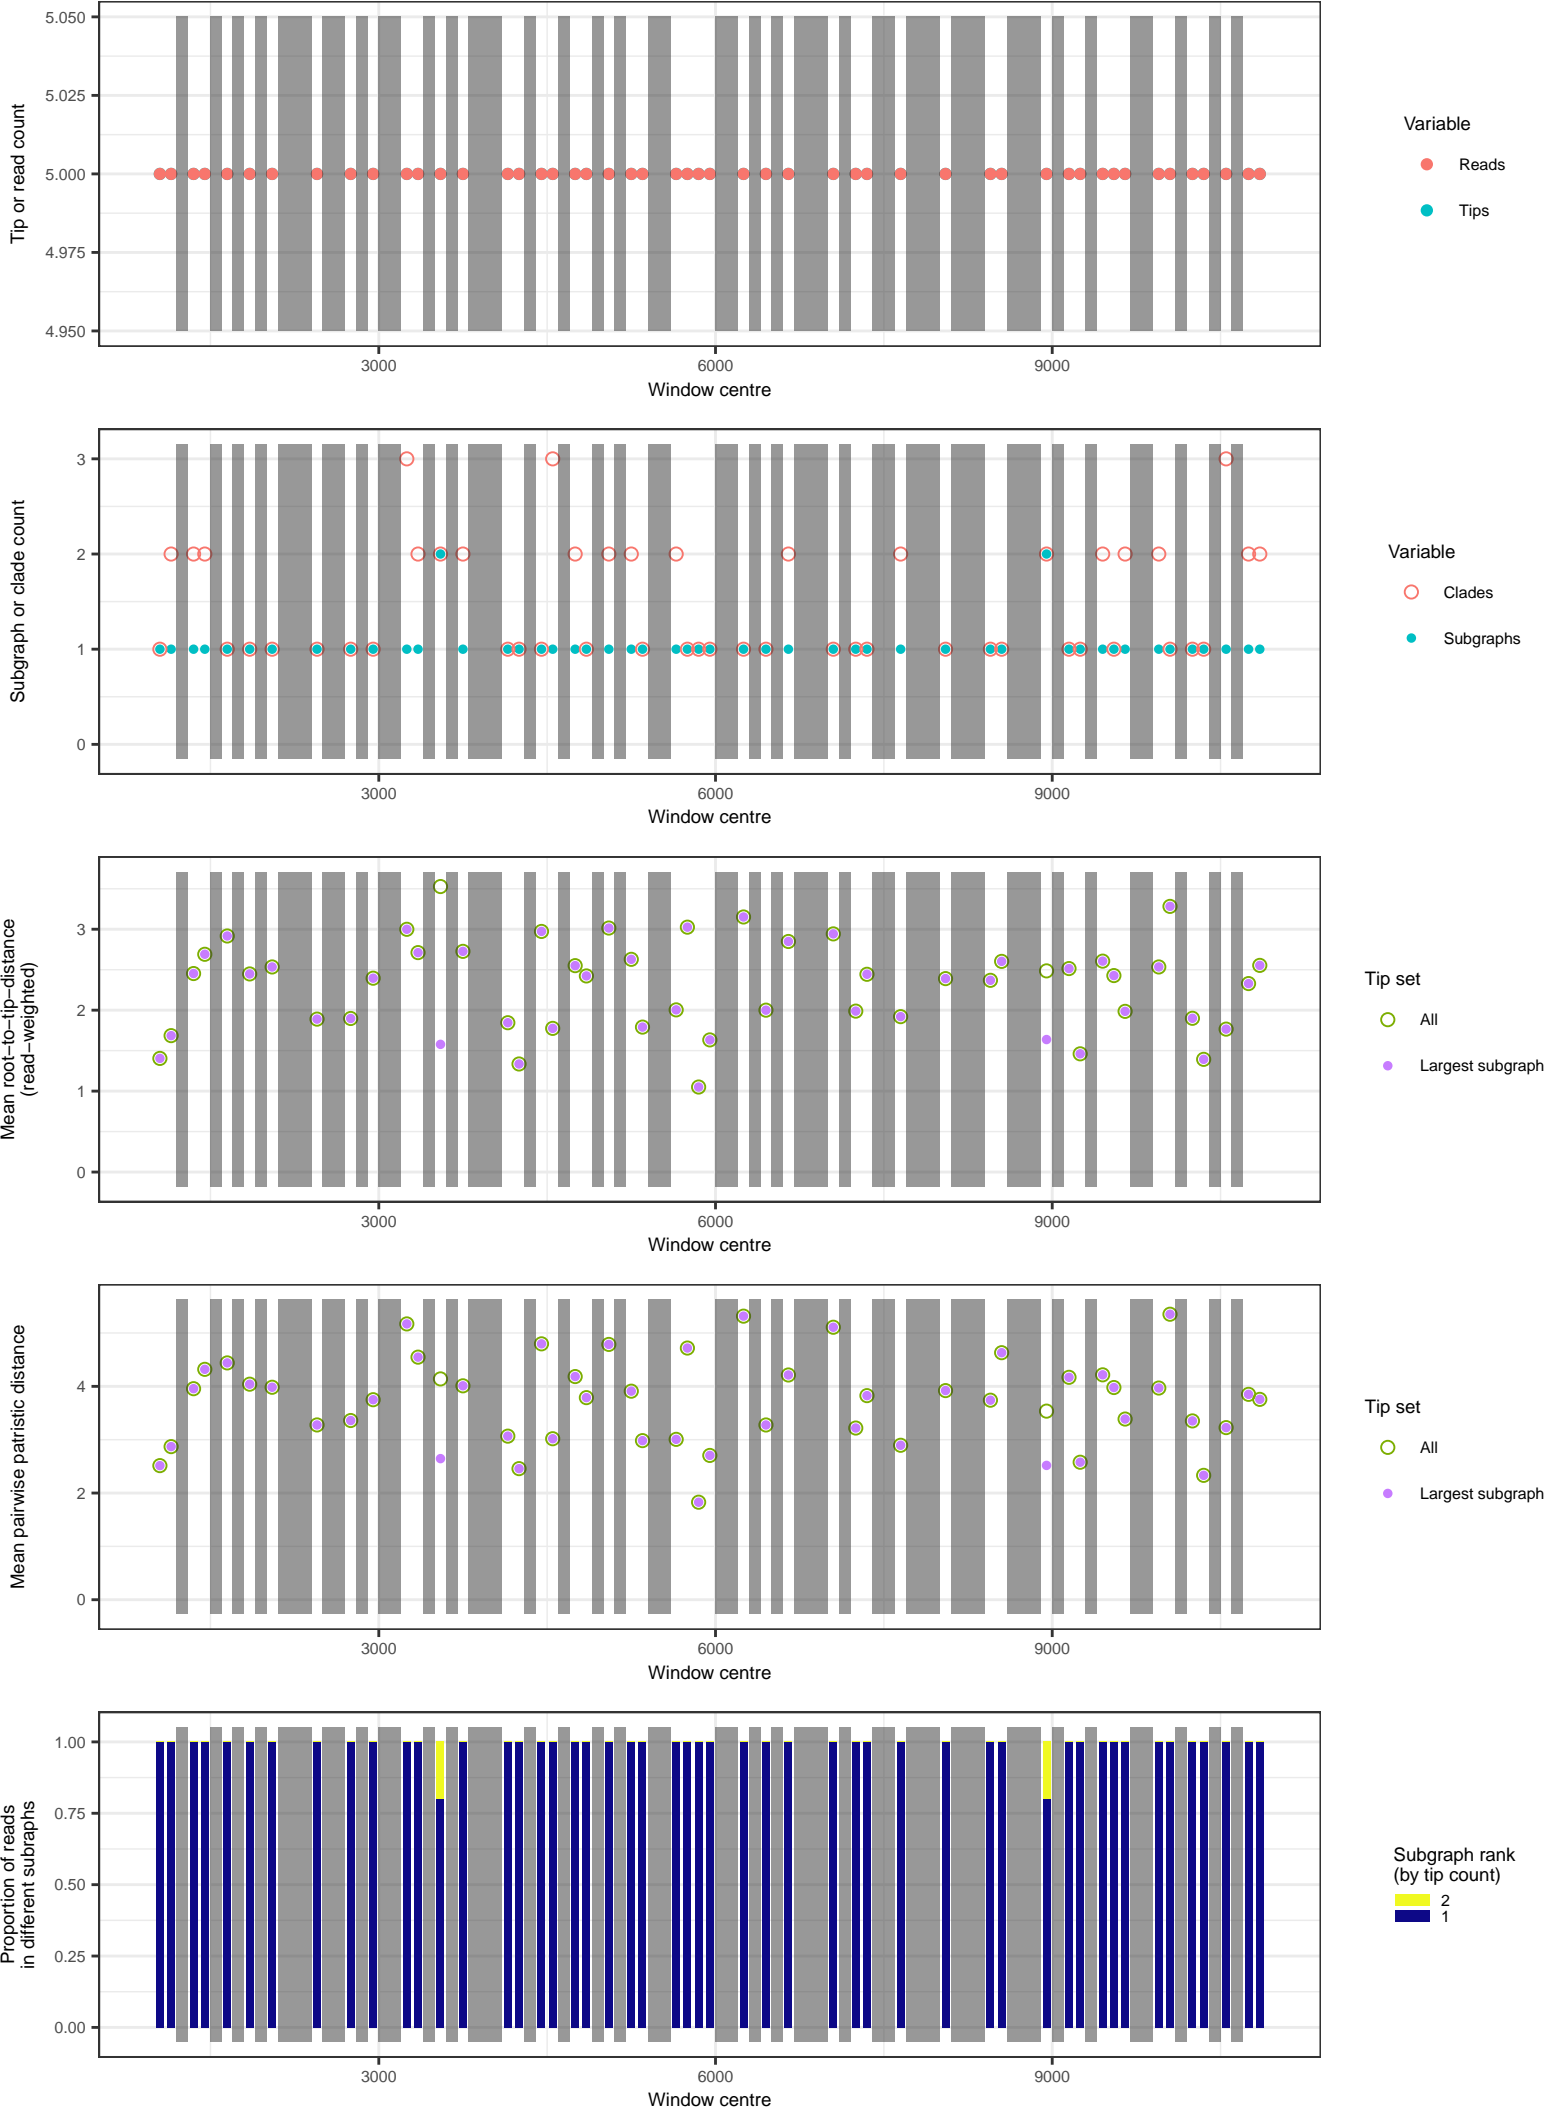 5.050
5.025
5.000
4.975
4.950
Tip or read count
3000
6000
9000
Window centre
Variable
Reads
Tips
3
2
1
0
Subgraph or clade count
3000
6000
9000
Window centre
Variable
Clades
Subgraphs
3
2
1
0
Mean root−to−tip−distance
(read−weighted)
3000
6000
9000
Window centre
Tip set
All
Largest subgraph
4
2
0
Mean pairwise patristic distance
3000
6000
9000
Window centre
Tip set
All
Largest subgraph
1.00
0.75
0.50
0.25
0.00
Proportion of reads
in different subraphs
3000
6000
9000
Window centre
Subgraph rank
(by tip count)
2
1